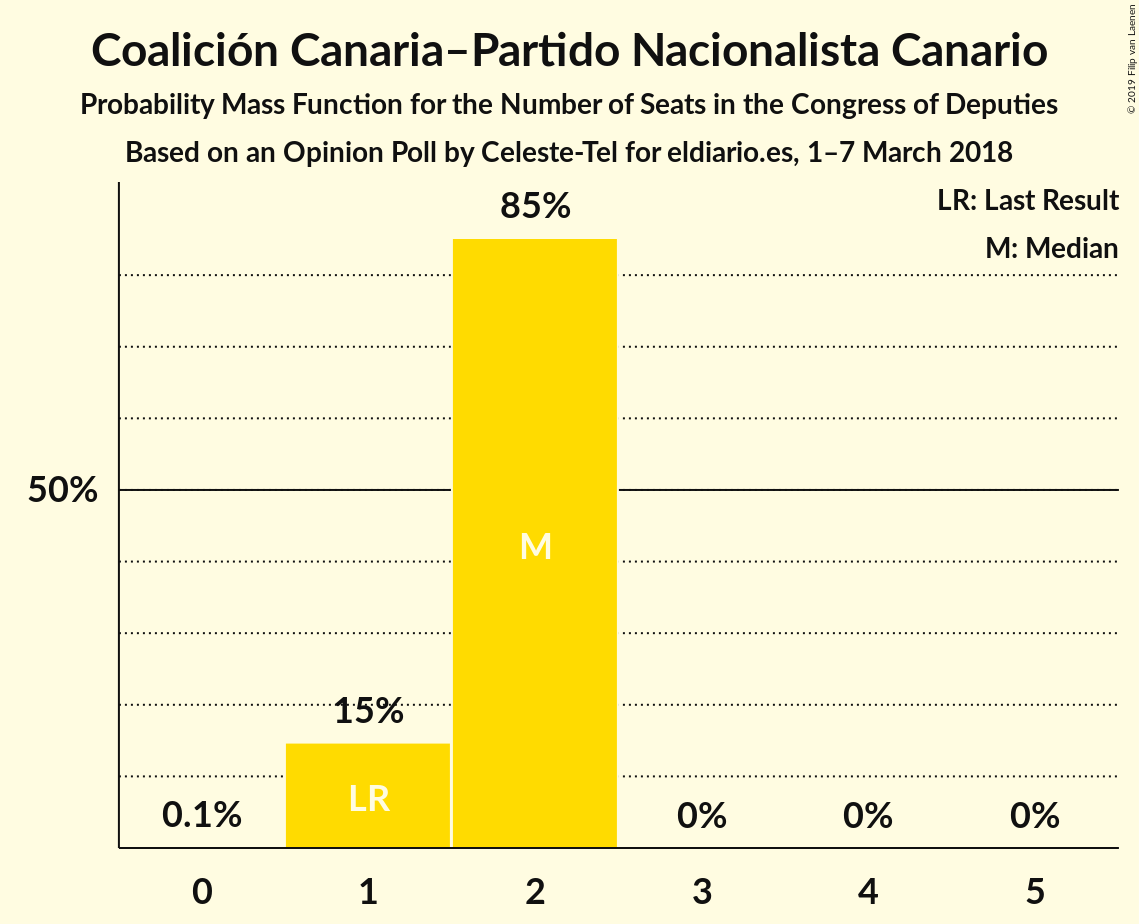 Coalición Canaria–Partido Nacionalista Canario
Probability Mass Function for the Number of Seats in the Congress of Deputies
Based on an Opinion Poll by Celeste-Tel for eldiario.es, 1–7 March 2018
© 2019 Filip van Laenen
LR: Last Result
M: Median
85%
50%
M
15%
LR
0.1%
0%
0%
0%
0 1 2 3 4 5